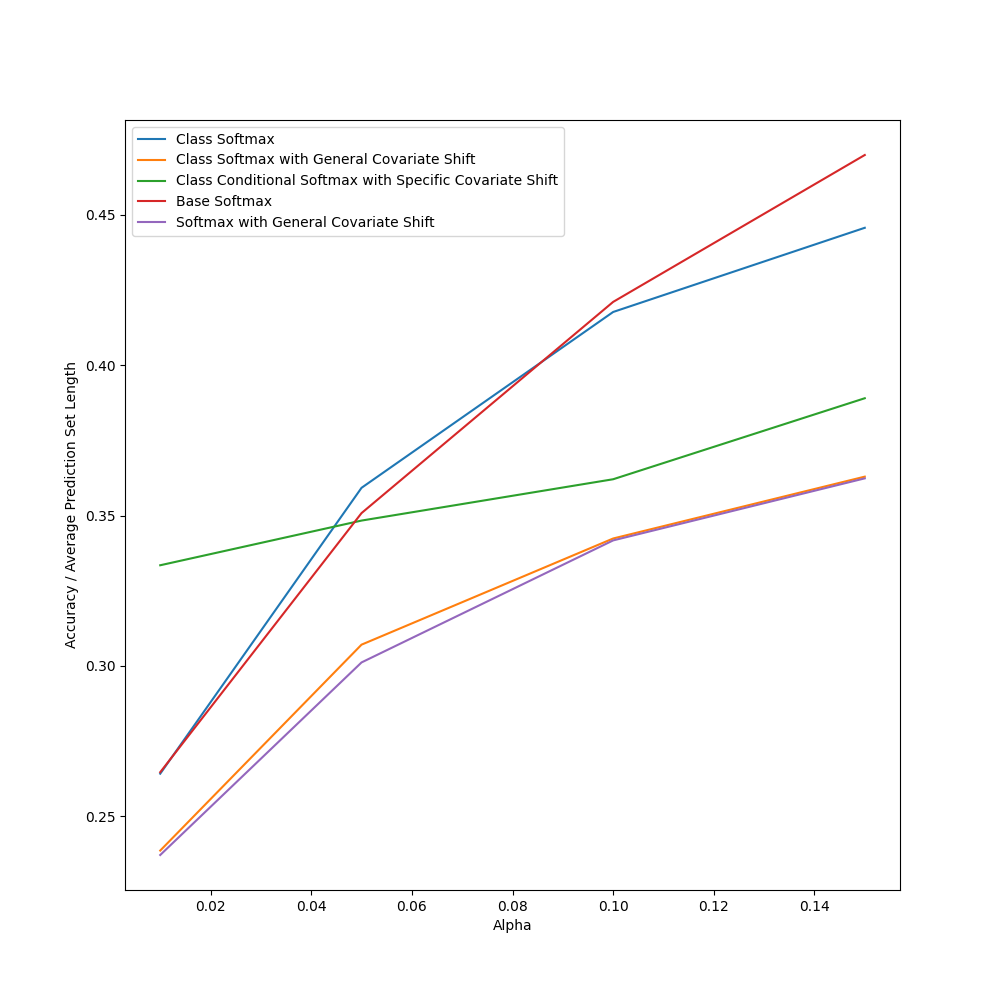 Class Softmax
Class Softmax with General Covariate Shift
Class Conditional Softmax with Specific Covariate Shift
Base Softmax
Softmax with General Covariate Shift
0.45
0.40
0.35
0.30
0.25
Accuracy / Average Prediction Set Length
0.02 0.04 0.06 0.08 0.10 0.12 0.14
Alpha